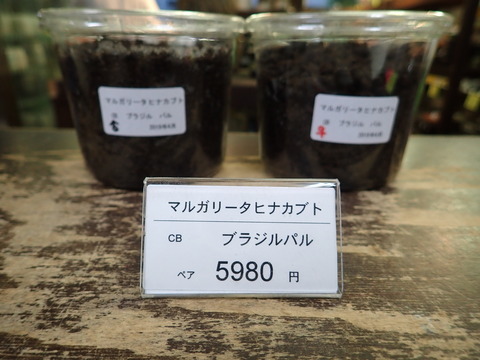 マルガリータヒナカブト
ブラジル パル
マルガリータヒナカブト
ブラジル パル
マルガリータヒナカブト
CB ブラジルパル
ペア 5980 円